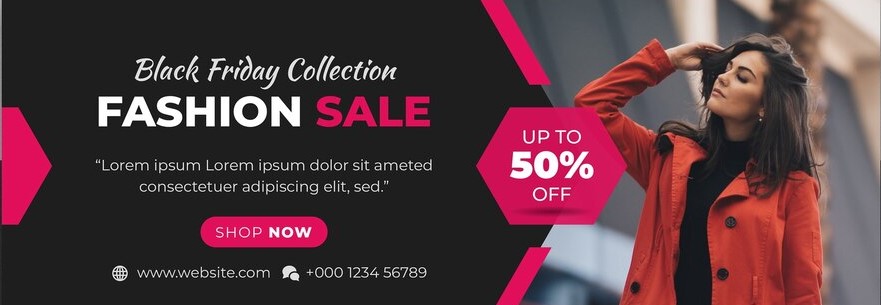 Black Friday Collection
FASHION SALE
“Lorem ipsum Lorem ipsum dolor sit ameted
consectetuer adipiscing elit, sed.”
SHOP NOW
www.website.com +000 1234 56789
UP TO
50%
OFF